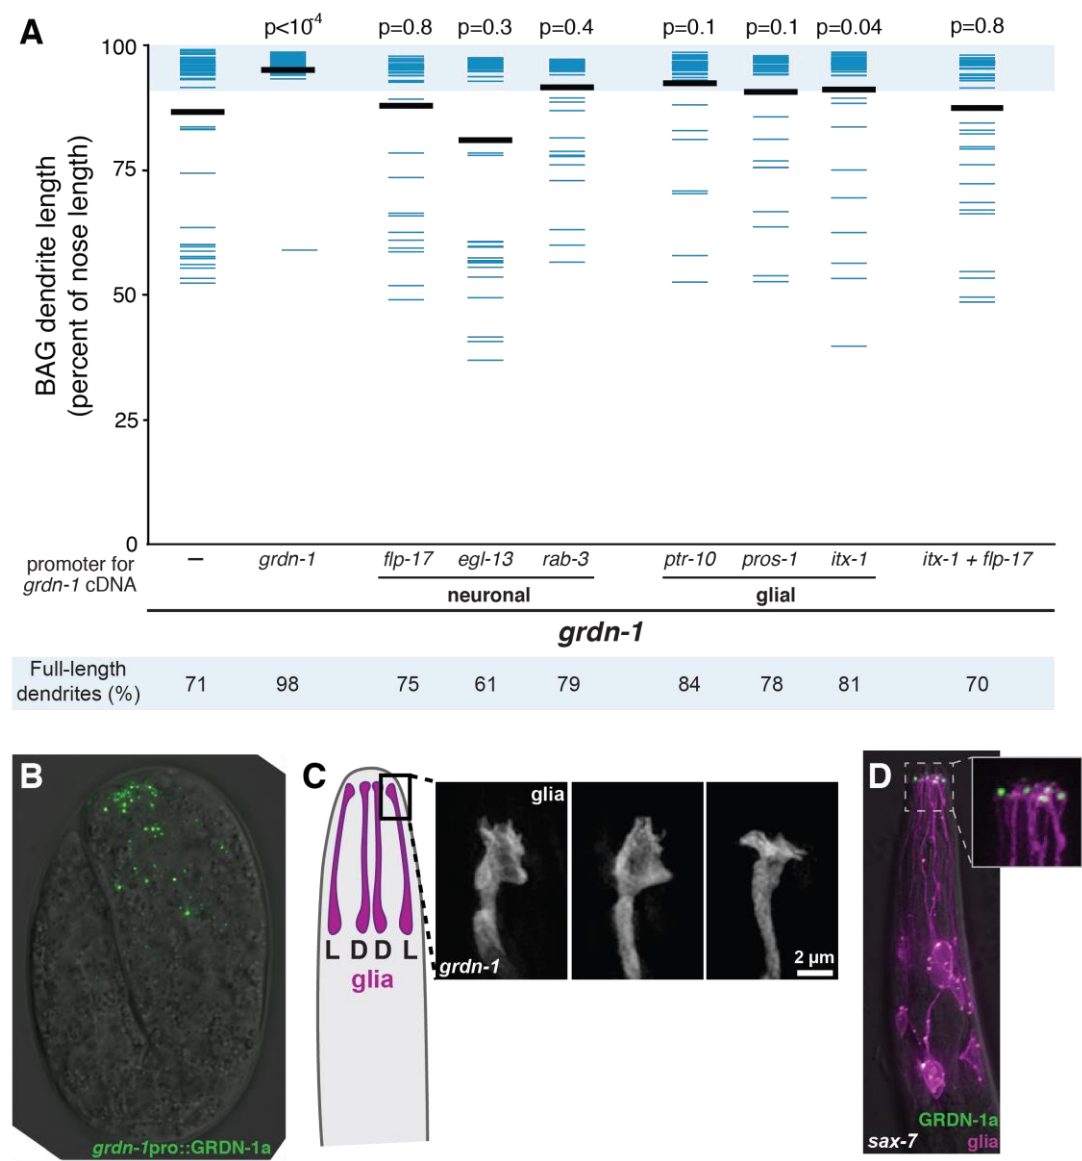 A
p<10-4 p=0.8 p=0.3 p=0.4 p=0.1 p=0.1 p=0.04 p=0.8
100
75
50
25
0
BAG dendrite length
(percent of nose length)
promoter for
grdn-1 cDNA
– grdn-1 flp-17 egl-13 rab-3 ptr-10 pros-1 itx-1 itx-1 + flp-17
neuronal glial
grdn-1
Full-length
dendrites (%)
71 98 75 61 79 84 78 81 70
B
grdn-1pro::GRDN-1a
C
L D D L
glia
glia
grdn-1
2 µm
D
GRDN-1a
sax-7 glia